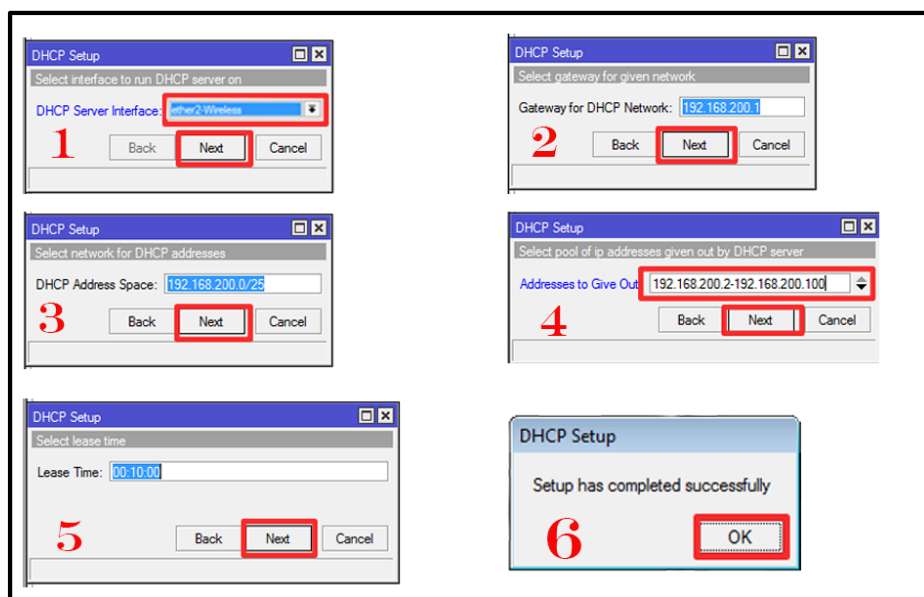 DHCP Setup
Select interface to run DHCP server on
DHCP Server Interface: ether2-Wireless
1
Back Next Cancel
DHCP Setup
Select gateway for given network
Gateway for DHCP Network: 192.168.200.1
2
Back Next Cancel
DHCP Setup
Select network for DHCP addresses
DHCP Address Space: 192.168.200.0/25
3
Back Next Cancel
DHCP Setup
Select pool of ip addresses given out by DHCP server
Addresses to Give Out 192.168.200.2-192.168.200.100
4
Back Next Cancel
DHCP Setup
Select lease time
Lease Time: 00:10:00
5
Back Next Cancel
DHCP Setup
Setup has completed successfully
6
OK